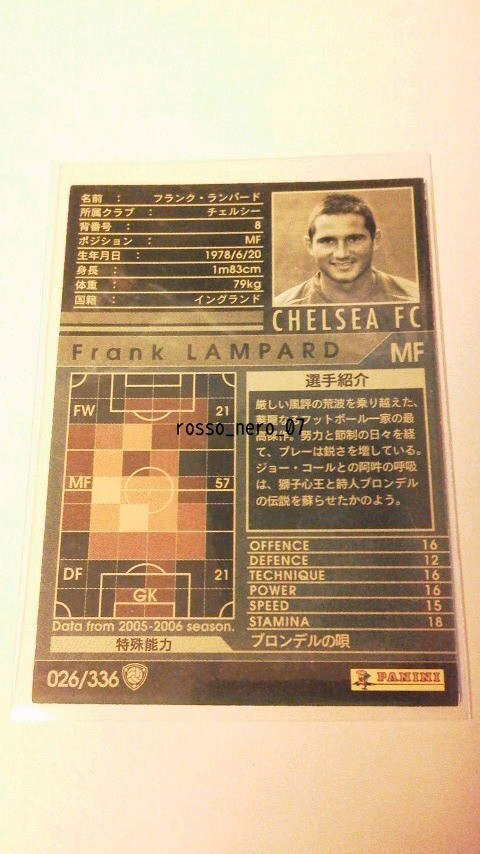 名前 : フランク・ランパード
所属クラブ : チェルシー
背番号 : 8
ポジション : MF
生年月日 : 1978/6/20
身長 : 1m83cm
体重 : 79kg
国籍 : イングランド
CHELSEA FC
Frank LAMPARD MF
FW 21
MF 57
DF 21
GK
Data from 2005-2006 season.
選手紹介
厳しい風評の荒波を乗り越えた、
フットボール一家の最
高傑作。努力と節制の日々を経
て、プレーは鋭さを増している。
ジョー・コールとの阿吽の呼吸
は、獅子心王と詩人ブロンデル
の伝説を蘇らせたかのよう。
rosso_nero_07
OFFENCE 16
DEFENCE 12
TECHNIQUE 16
POWER 16
SPEED 15
STAMINA 18
特殊能力 ブロンデルの唄
026/336
PANINI